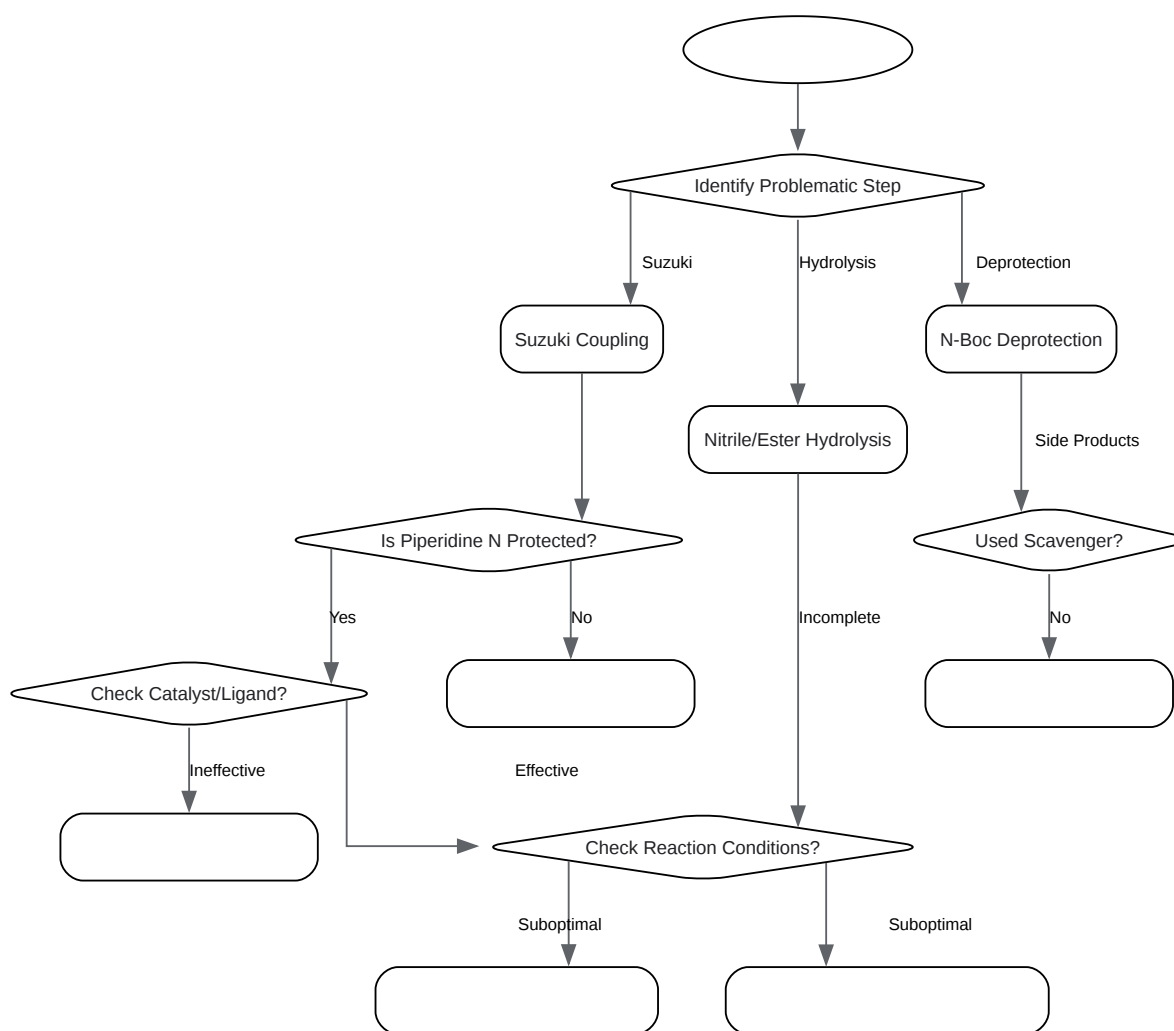 Identify Problematic Step
Suzuki
Hydrolysis
Deprotection
Suzuki Coupling
N-Boc Deprotection
Nitrile/Ester Hydrolysis
Side Products
Is Piperidine N Protected?
Used Scavenger?
Yes
No
Incomplete
No
Check Catalyst/Ligand?
Ineffective
Effective
Check Reaction Conditions?
Suboptimal
Suboptimal